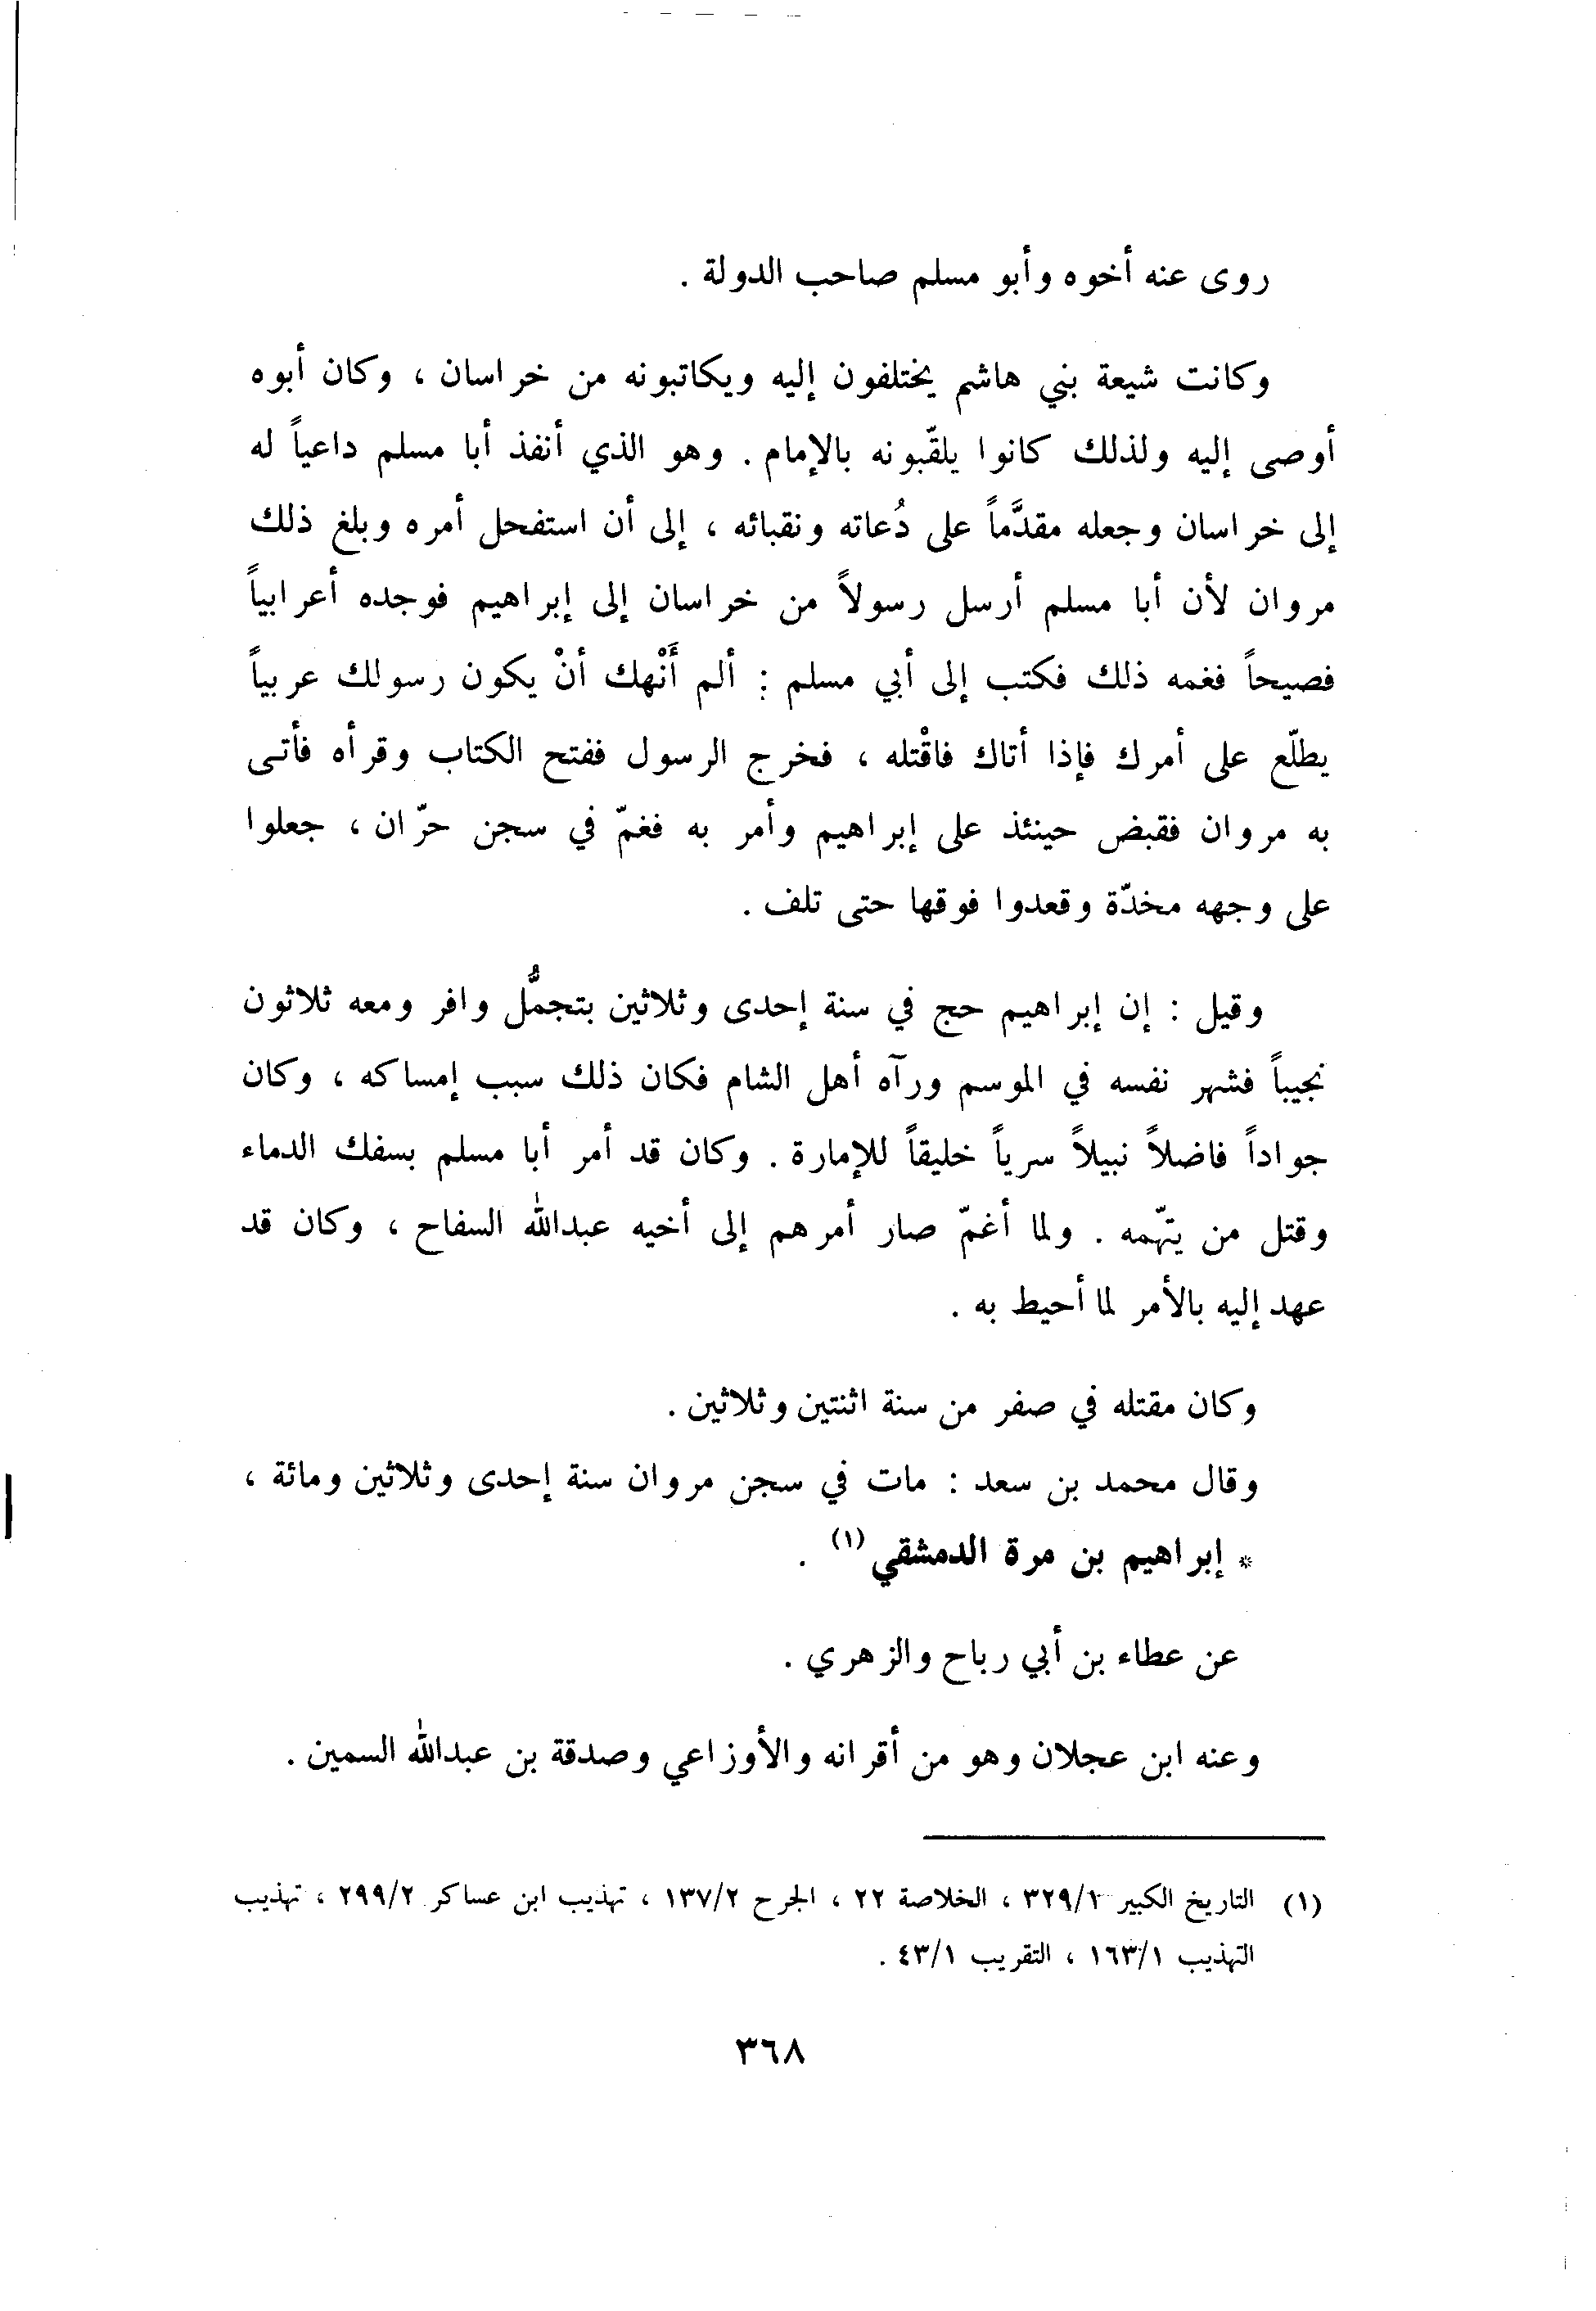 روى عنه أخوه وأبو مسلم صاحب الدولة .
وكانت شيعة بني هاشم يختلفون إليه ويكاتبونه من خراسان ، وكان أبوه
أوصى إليه ولذلك كانوا يلقّبونه بالإمام . وهو الذي أنفذ أبا مسلم داعياً له
إلى خراسان وجعله مقدَّماً على دُعاته ونقبائه ، إلى أن استفحل أمره وبلغ ذلك
مروان لأن أبا مسلم أرسل رسولاً من خراسان إلى إبراهيم فوجده أعرابياً
فصيحاً فغمه ذلك فكتب إلى أبي مسلم : ألم أَنْهك أنْ يكون رسولك عربياً
يطلّع على أمرك فإذا أتاك فاقْتله ، فخرج الرسول ففتح الكتاب وقرأه فأتى
به مروان فقبض حينئذ على إبراهيم وأمر به فغمّ في سجن حرّان ، جعلوا
على وجهه مخدّة وقعدوا فوقها حتى تلف .
وقيل : إن إبراهيم حج في سنة إحدى وثلاثين بتجمُّل وافر ومعه ثلاثون
نجيباً فشهر نفسه في الموسم ورآه أهل الشام فكان ذلك سبب إمساكه ، وكان
جواداً فاضلاً نبيلاً سرياً خليقاً للإمارة . وكان قد أمر أبا مسلم بسفك الدماء
وقتل من يتّهمه . ولما أغمّ صار أمرهم إلى أخيه عبدالله السفاح ، وكان قد
عهد إليه بالأمر لما أحيط به .
وكان مقتله في صفر من سنة اثنتين وثلاثين .
وقال محمد بن سعد : مات في سجن مروان سنة إحدى وثلاثين ومائة ،
* إبراهيم بن مرة الدمشقي (١) .
عن عطاء بن أبي رباح والزهري .
وعنه ابن عجلان وهو من أقرانه والأوزاعي وصدقة بن عبدالله السمين .
(١) التاريخ الكبير ٣٢٩/١ ، الخلاصة ٢٢ ، الجرح ١٣٧/٢ ، تهذيب ابن عساكر ٢٩٩/٢ ، تهذيب
التهذيب ١٦٣/١ ، التقريب ٤٣/١ .
٣٦٨